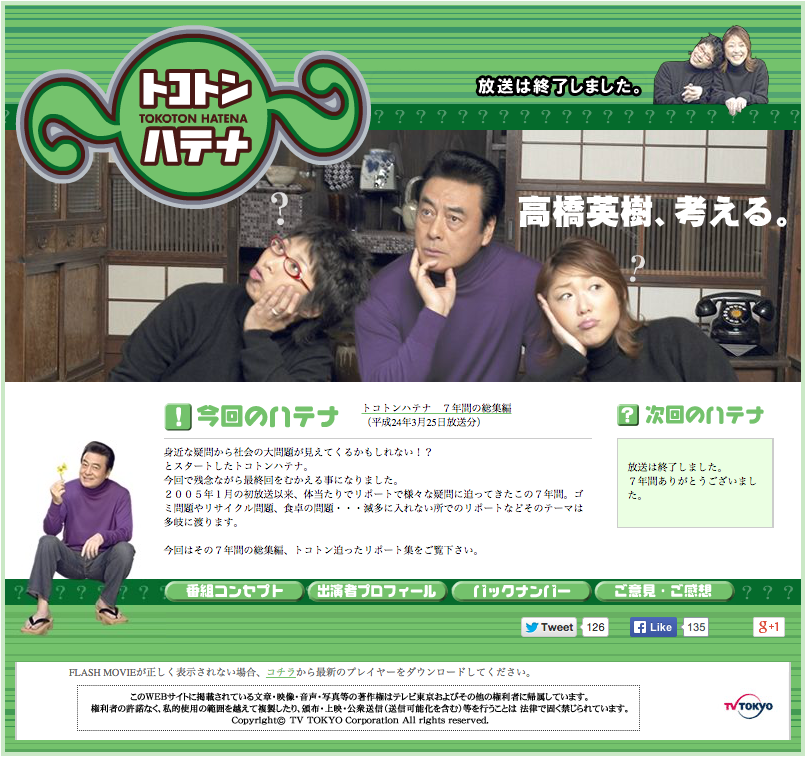 トコトン
TOKOTON HATENA
ハテナ
放送は終了しました。
? ? ? ? ? ? ? ? ? ? ? ? ? ? ? ? ? ? ? ? ? ? ? ?
高橋英樹、考える。
?
?
! 今回のハテナ
トコトンハテナ 7年間の総集編
(平成24年3月25日放送分)
身近な疑問から社会の大問題が見えてくるかもしれない!?
とスタートしたトコトンハテナ。
今回で残念ながら最終回をむかえる事になりました。
2005年1月の初放送以来、体当たりでリポートで様々な疑問に迫ってきたこの7年間。ゴ
ミ問題やリサイクル問題、食卓の問題・・・滅多に入れない所でのリポートなどそのテーマは
多岐に渡ります。
今回はその7年間の総集編、トコトン迫ったリポート集をご覧下さい。
? 次回のハテナ
放送は終了しました。
7年間ありがとうございまし
た。
番組コンセプト
出演者プロフィール
バックナンバー
ご意見・ご感想
Tweet 126
Like 135
g+1
FLASH MOVIEが正しく表示されない場合、コチラから最新のプレイヤーをダウンロードしてください。
このWEBサイトに掲載されている文章・映像・音声・写真等の著作権はテレビ東京およびその他の権利者に帰属しています。
権利者の許諾なく、私的使用の範囲を越えて複製したり、頒布・上映・公衆送信(送信可能化を含む)等を行うことは 法律で固く禁じられています。
Copyright© TV TOKYO Corporation All rights reserved.
TV TOKYO